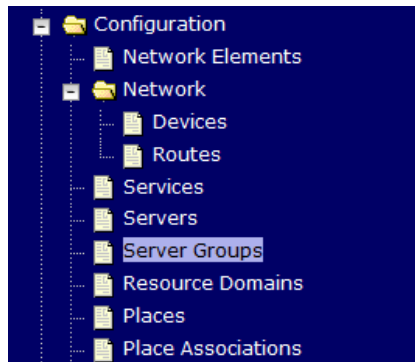 Configuration
Network Elements
Network
Devices
Routes
Services
Servers
Server Groups
Resource Domains
Places
Place Associations